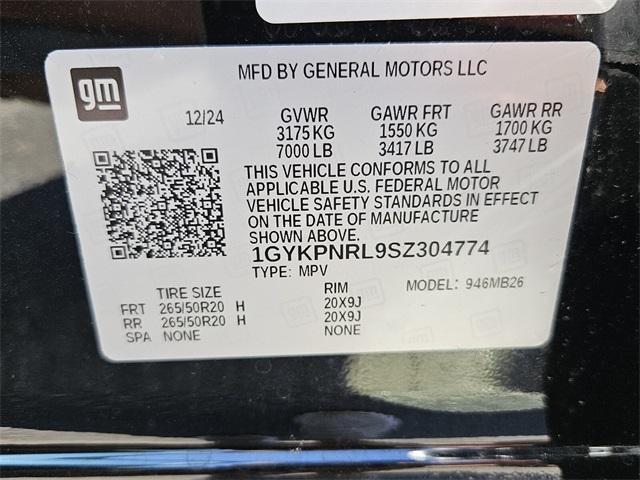 gm
MFD BY GENERAL MOTORS LLC
12/24 GVWR GAWR FRT GAWR RR
3175 KG 1550 KG 1700 KG
7000 LB 3417 LB 3747 LB
THIS VEHICLE CONFORMS TO ALL
APPLICABLE U.S. FEDERAL MOTOR
VEHICLE SAFETY STANDARDS IN EFFECT
ON THE DATE OF MANUFACTURE
SHOWN ABOVE.
1GYKPNRL9SZ304774
TYPE: MPV MODEL: 946MB26
TIRE SIZE RIM
FRT 265/50R20 H 20X9J
RR 265/50R20 H 20X9J
SPA NONE NONE